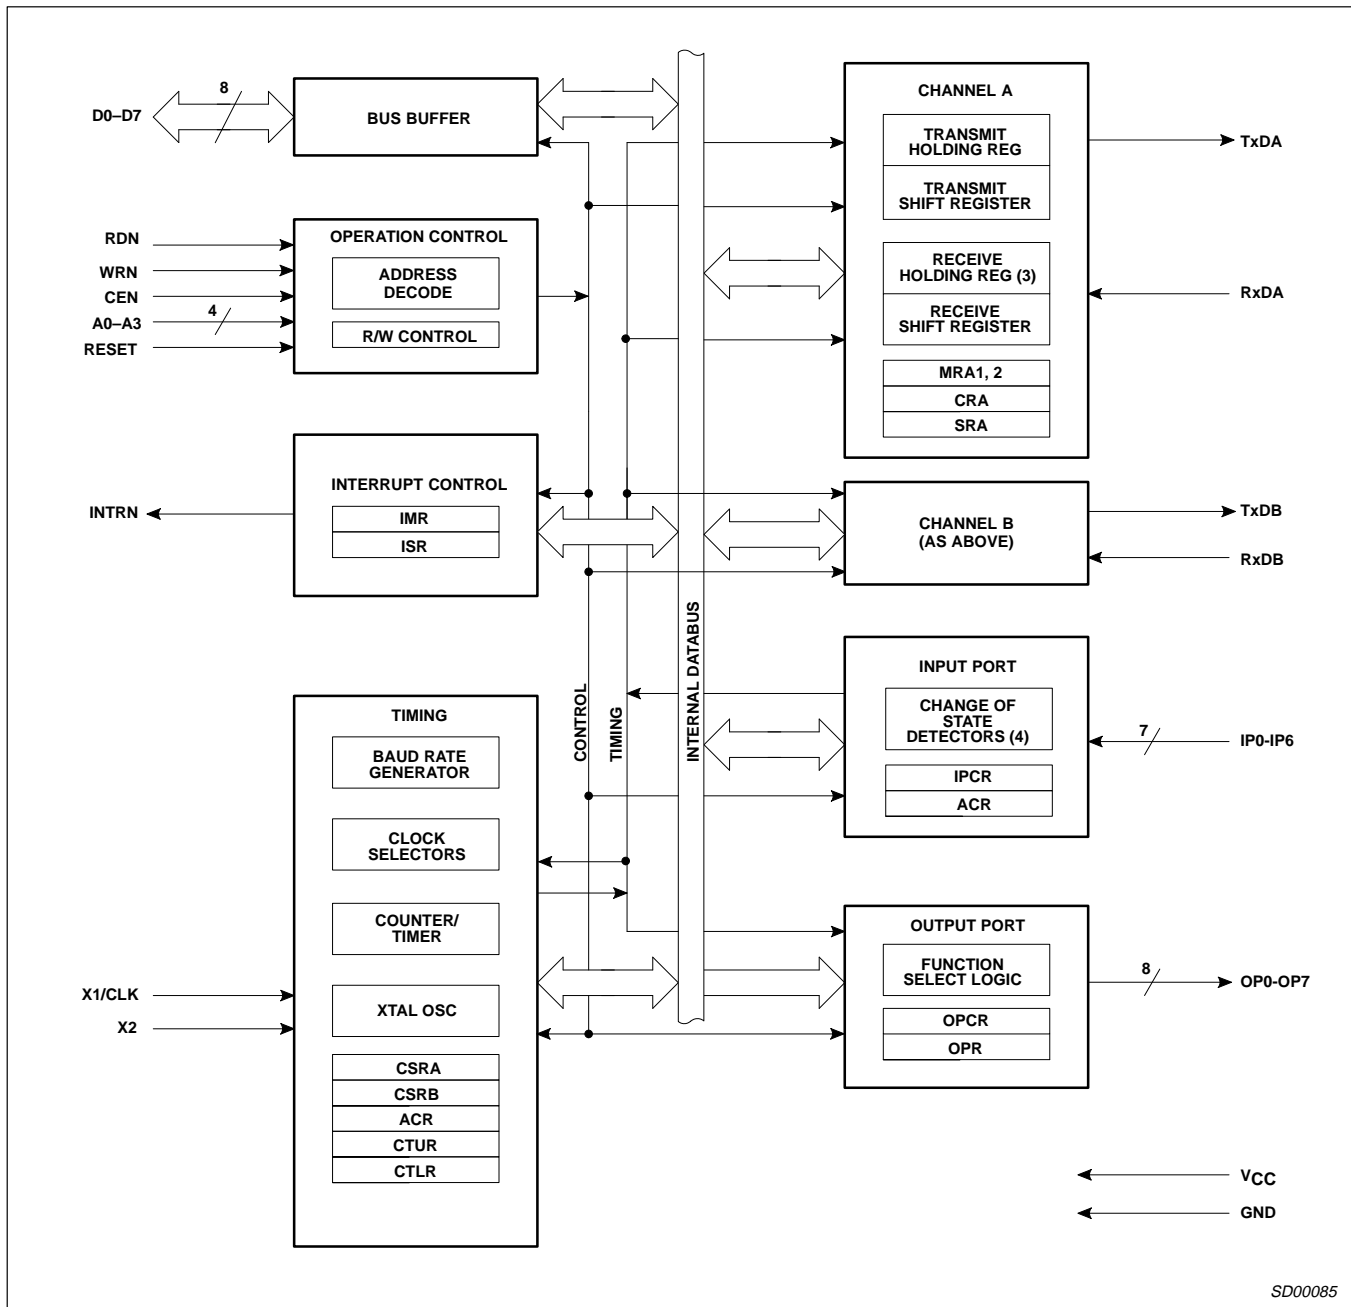 D0–D7
8
BUS BUFFER
RDN
WRN
CEN
A0–A3
4
RESET
OPERATION CONTROL
ADDRESS
DECODE
R/W CONTROL
INTRN
INTERRUPT CONTROL
IMR
ISR
TIMING
BAUD RATE
GENERATOR
CLOCK
SELECTORS
COUNTER/
TIMER
X1/CLK
X2
XTAL OSC
CSRA
CSRB
ACR
CTUR
CTLR
CONTROL
TIMING
INTERNAL DATABUS
CHANNEL A
TRANSMIT
HOLDING REG
TRANSMIT
SHIFT REGISTER
RECEIVE
HOLDING REG (3)
RECEIVE
SHIFT REGISTER
MRA1, 2
CRA
SRA
TxDA
RxDA
CHANNEL B
(AS ABOVE)
TxDB
RxDB
INPUT PORT
CHANGE OF
STATE
DETECTORS (4)
IPCR
ACR
7
IP0-IP6
OUTPUT PORT
FUNCTION
SELECT LOGIC
OPCR
OPR
8
OP0-OP7
VCC
GND
SD00085